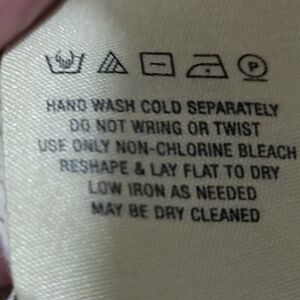 HAND WASH COLD SEPARATELY
DO NOT WRING OR TWIST
USE ONLY NON-CHLORINE BLEACH
RESHAPE & LAY FLAT TO DRY
LOW IRON AS NEEDED
MAY BE DRY CLEANED